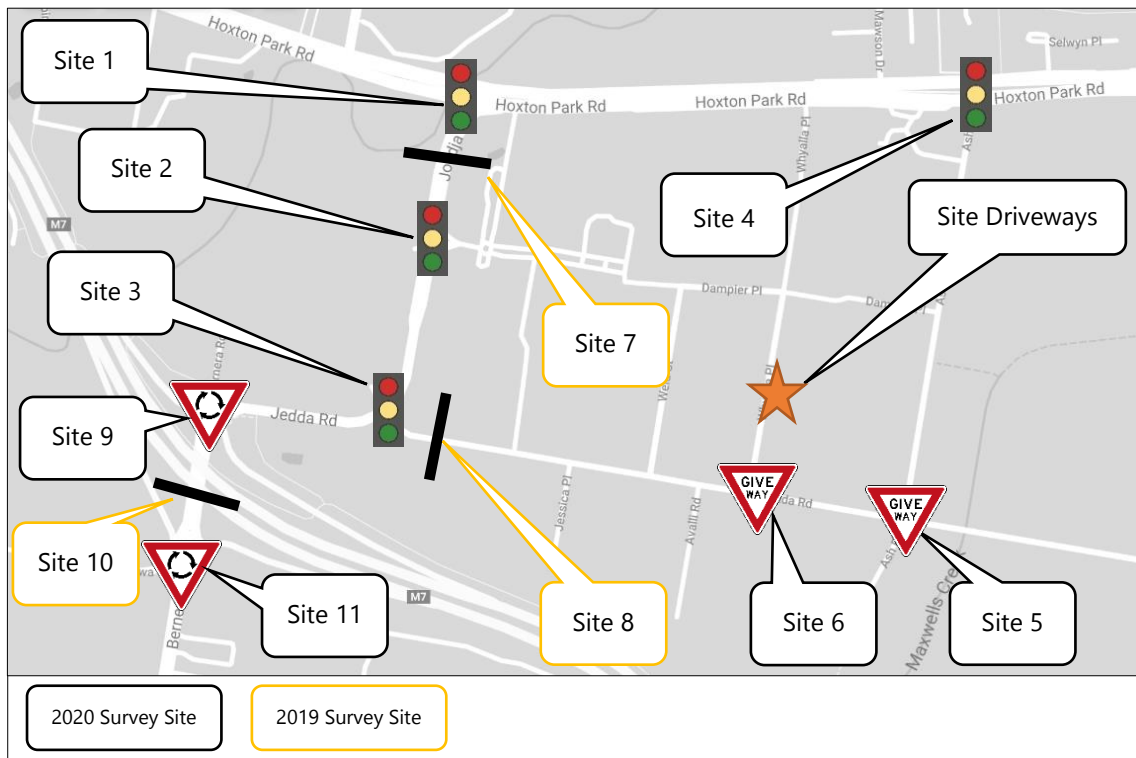 Hoxton Park Rd
Mawson Dr
Selwyn Pl
Site 1
Hoxton Park Rd
Hoxton Park Rd
Hoxton Park Rd
Whyalla Pl
Site 2
Site 4
Site Driveways
M7
Site 3
Dampier Pl
Site 7
Jedda Rd
Site 9
GIVE
WAY
GIVE
WAY
Jessica Pl
Avalli Rd
Site 10
M7
Site 11
Site 8
Site 6
Site 5
Maxwells Creek
2020 Survey Site
2019 Survey Site